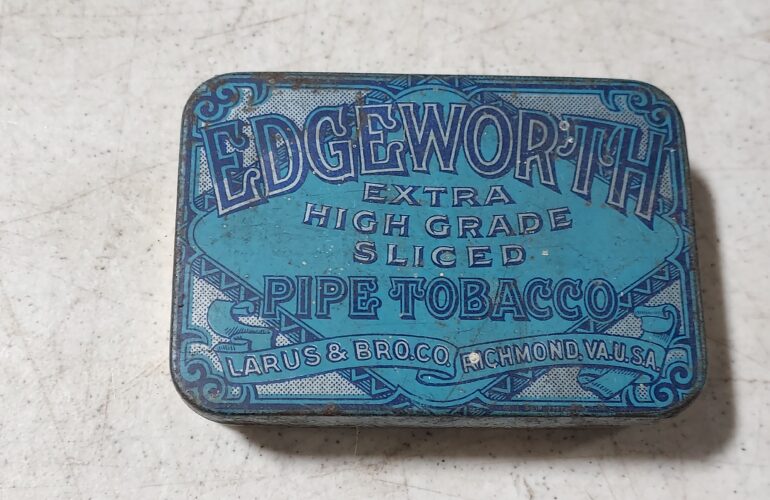 EDGEWORTH
EXTRA
HIGH GRADE
SLICED
PIPE TOBACCO
LARUS & BRO.CO. RICHMOND.VA.U.S.A.